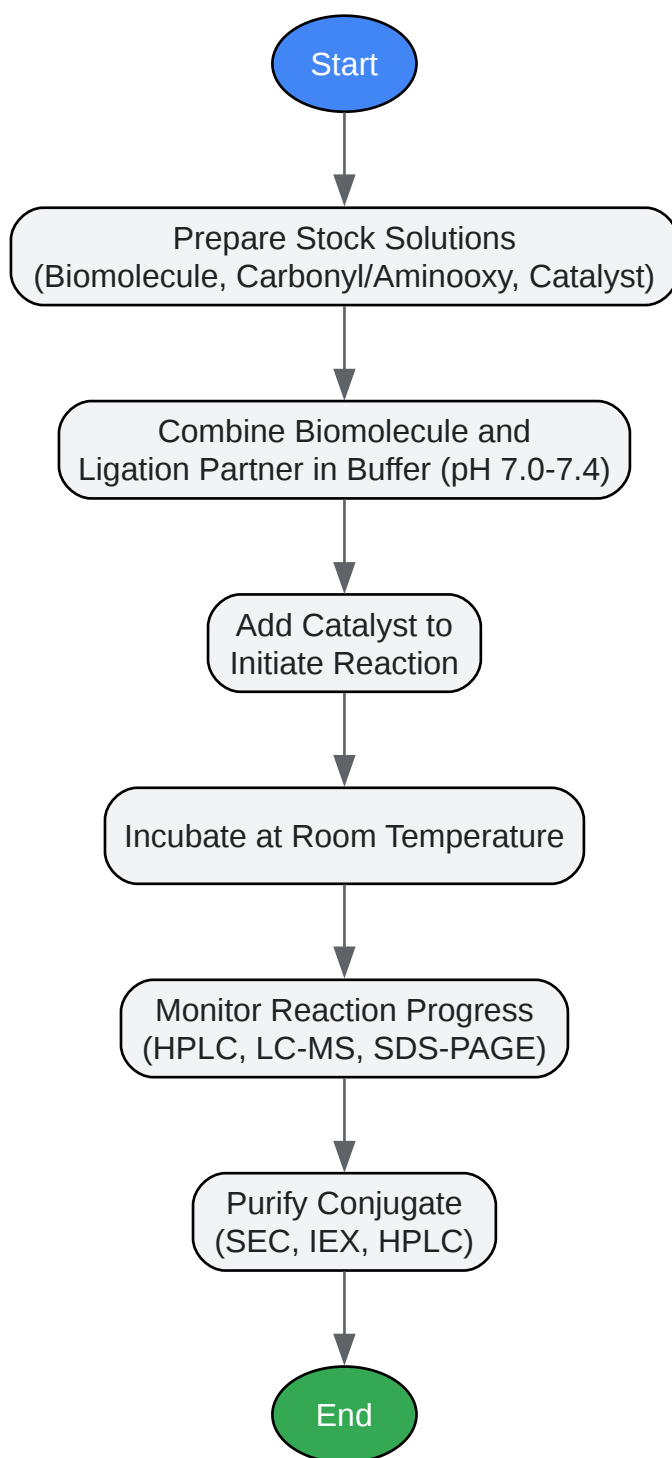 Start
Prepare Stock Solutions
(Biomolecule, Carbonyl/Aminooxy, Catalyst)
Combine Biomolecule and
Ligation Partner in Buffer (pH 7.0-7.4)
Add Catalyst to
Initiate Reaction
Incubate at Room Temperature
Monitor Reaction Progress
(HPLC, LC-MS, SDS-PAGE)
Purify Conjugate
(SEC, IEX, HPLC)
End